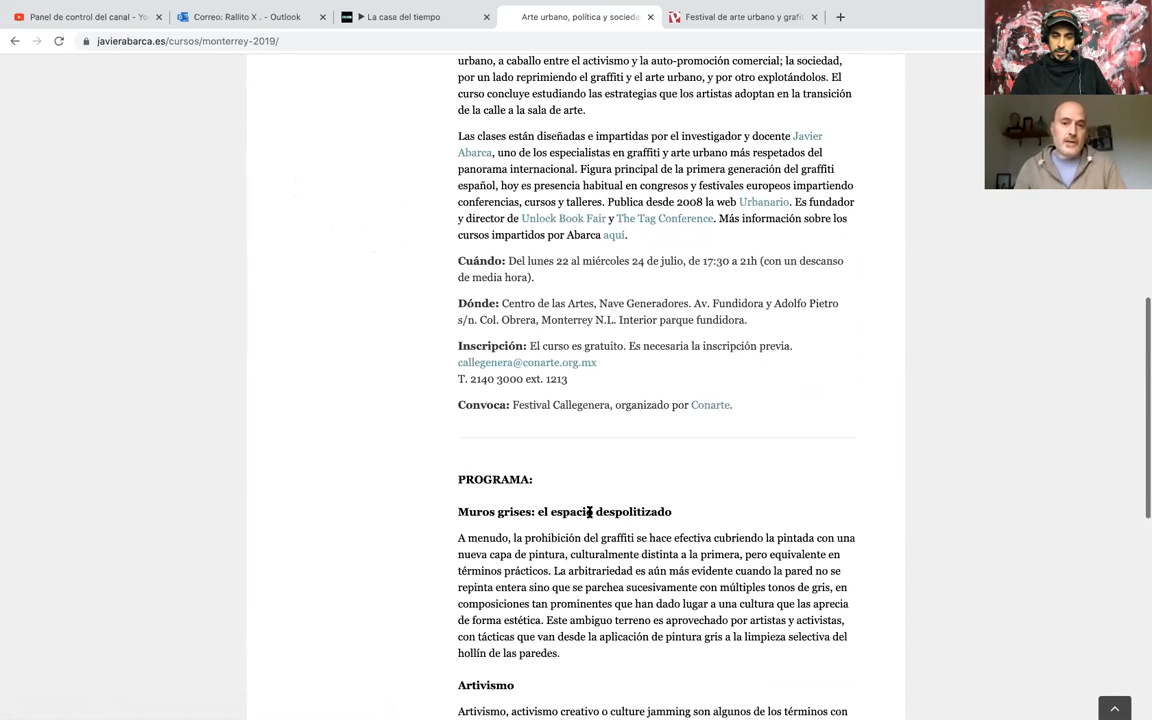 Panel de control del canal - Yo
Correo: Rallito X . - Outlook
La casa del tiempo
Arte urbano, política y socieda
Festival de arte urbano y grafit
javierabarca.es/cursos/monterrey-2019/
urbano, a caballo entre el activismo y la auto-promoción comercial; la sociedad,
por un lado reprimiendo el graffiti y el arte urbano, y por otro explotándolos. El
curso concluye estudiando las estrategias que los artistas adoptan en la transición
de la calle a la sala de arte.
Las clases están diseñadas e impartidas por el investigador y docente Javier
Abarca, uno de los especialistas en graffiti y arte urbano más respetados del
panorama internacional. Figura principal de la primera generación del graffiti
español, hoy es presencia habitual en congresos y festivales europeos impartiendo
conferencias, cursos y talleres. Publica desde 2008 la web Urbanario. Es fundador
y director de Unlock Book Fair y The Tag Conference. Más información sobre los
cursos impartidos por Abarca aquí.
Cuándo: Del lunes 22 al miércoles 24 de julio, de 17:30 a 21h (con un descanso
de media hora).
Dónde: Centro de las Artes, Nave Generadores. Av. Fundidora y Adolfo Pietro
s/n. Col. Obrera, Monterrey N.L. Interior parque fundidora.
Inscripción: El curso es gratuito. Es necesaria la inscripción previa.
callegenera@conarte.org.mx
T. 2140 3000 ext. 1213
Convoca: Festival Callegenera, organizado por Conarte.
PROGRAMA:
Muros grises: el espacio despolitizado
A menudo, la prohibición del graffiti se hace efectiva cubriendo la pintada con una
nueva capa de pintura, culturalmente distinta a la primera, pero equivalente en
términos prácticos. La arbitrariedad es aún más evidente cuando la pared no se
repinta entera sino que se parchea sucesivamente con múltiples tonos de gris, en
composiciones tan prominentes que han dado lugar a una cultura que las aprecia
de forma estética. Este ambiguo terreno es aprovechado por artistas y activistas,
con tácticas que van desde la aplicación de pintura gris a la limpieza selectiva del
hollín de las paredes.
Artivismo
Artivismo, activismo creativo o culture jamming son algunos de los términos con